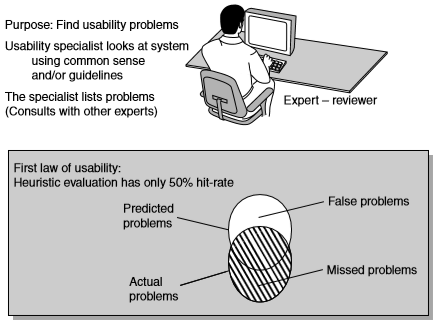 Purpose: Find usability problems
Usability specialist looks at system
using common sense
and/or guidelines
The specialist lists problems
(Consults with other experts)
Expert – reviewer
First law of usability:
Heuristic evaluation has only 50% hit-rate
Predicted
problems
False problems
Actual
problems
Missed problems